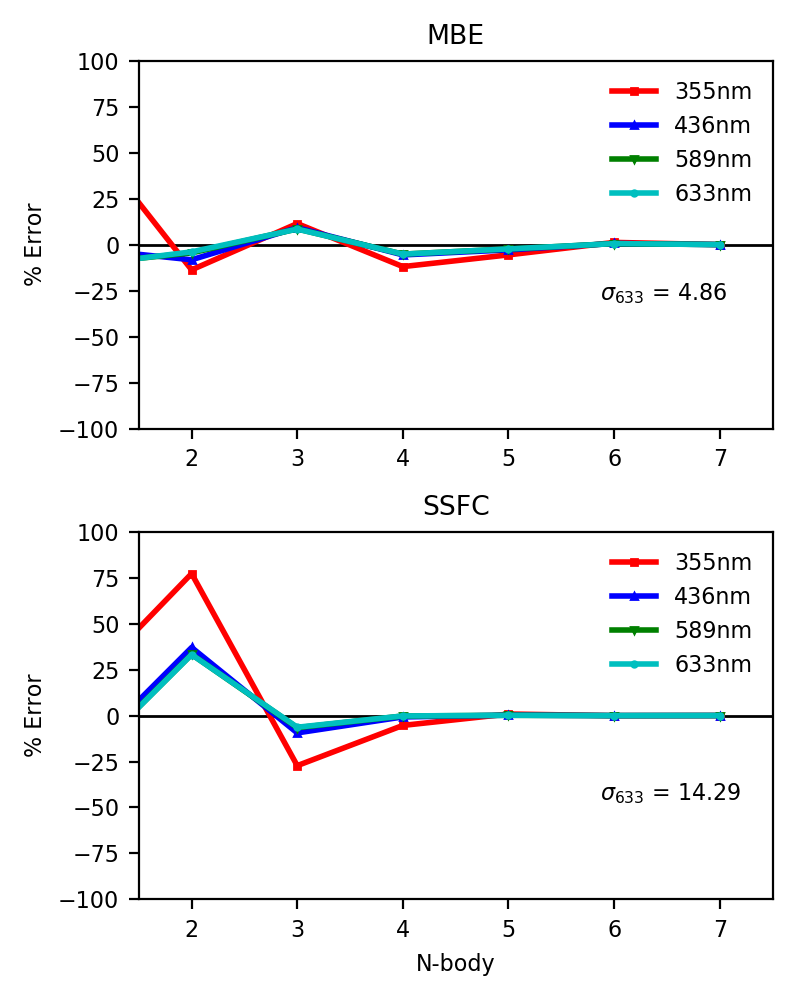 MBE
100
75
50
25
0
−25
−50
−75
−100
% Error
355nm
436nm
589nm
633nm
σ633 = 4.86
2 3 4 5 6 7
SSFC
100
75
50
25
0
−25
−50
−75
−100
% Error
355nm
436nm
589nm
633nm
σ633 = 14.29
2 3 4 5 6 7
N-body